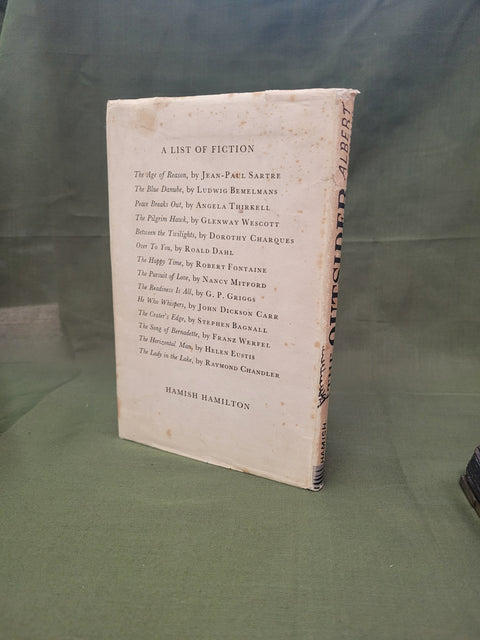 A LIST OF FICTION
The Age of Reason, by JEAN-PAUL SARTRE
The Blue Danube, by LUDWIG BEMELMANS
Peace Breaks Out, by ANGELA THIRKELL
The Pilgrim Hawk, by GLENWAY WESCOTT
Between the Twilights, by DOROTHY CHARQUES
Over To You, by ROALD DAHL
The Happy Time, by ROBERT FONTAINE
The Pursuit of Love, by NANCY MITFORD
The Readiness Is All, by G. P. GRIGGS
He Who Whispers, by JOHN DICKSON CARR
The Crater's Edge, by STEPHEN BAGNALL
The Song of Bernadette, by FRANZ WERFEL
The Horizontal Man, by HELEN EUSTIS
The Lady in the Lake, by RAYMOND CHANDLER
HAMISH HAMILTON
ALBERT
THE OUTSIDER
HAMISH